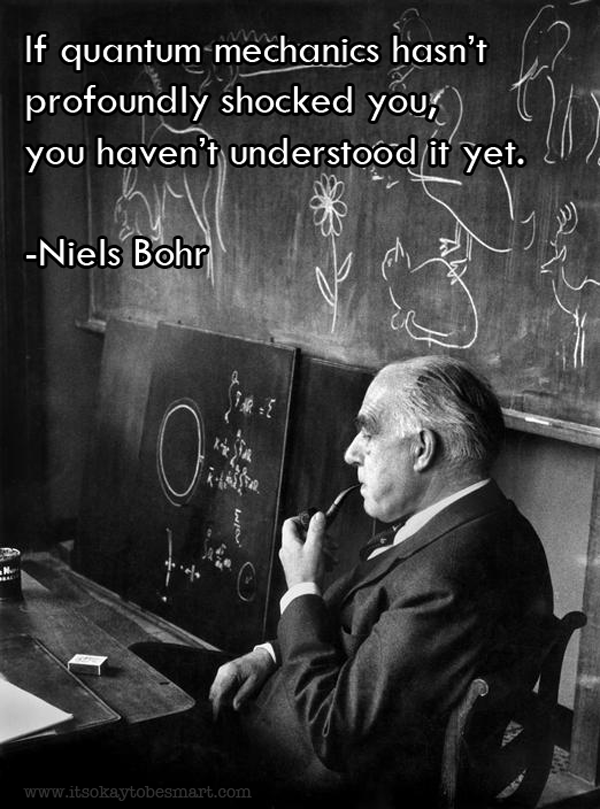 If quantum mechanics hasn't
profoundly shocked you,
you haven't understood it yet.
-Niels Bohr
www.itsokaytobesmart.com